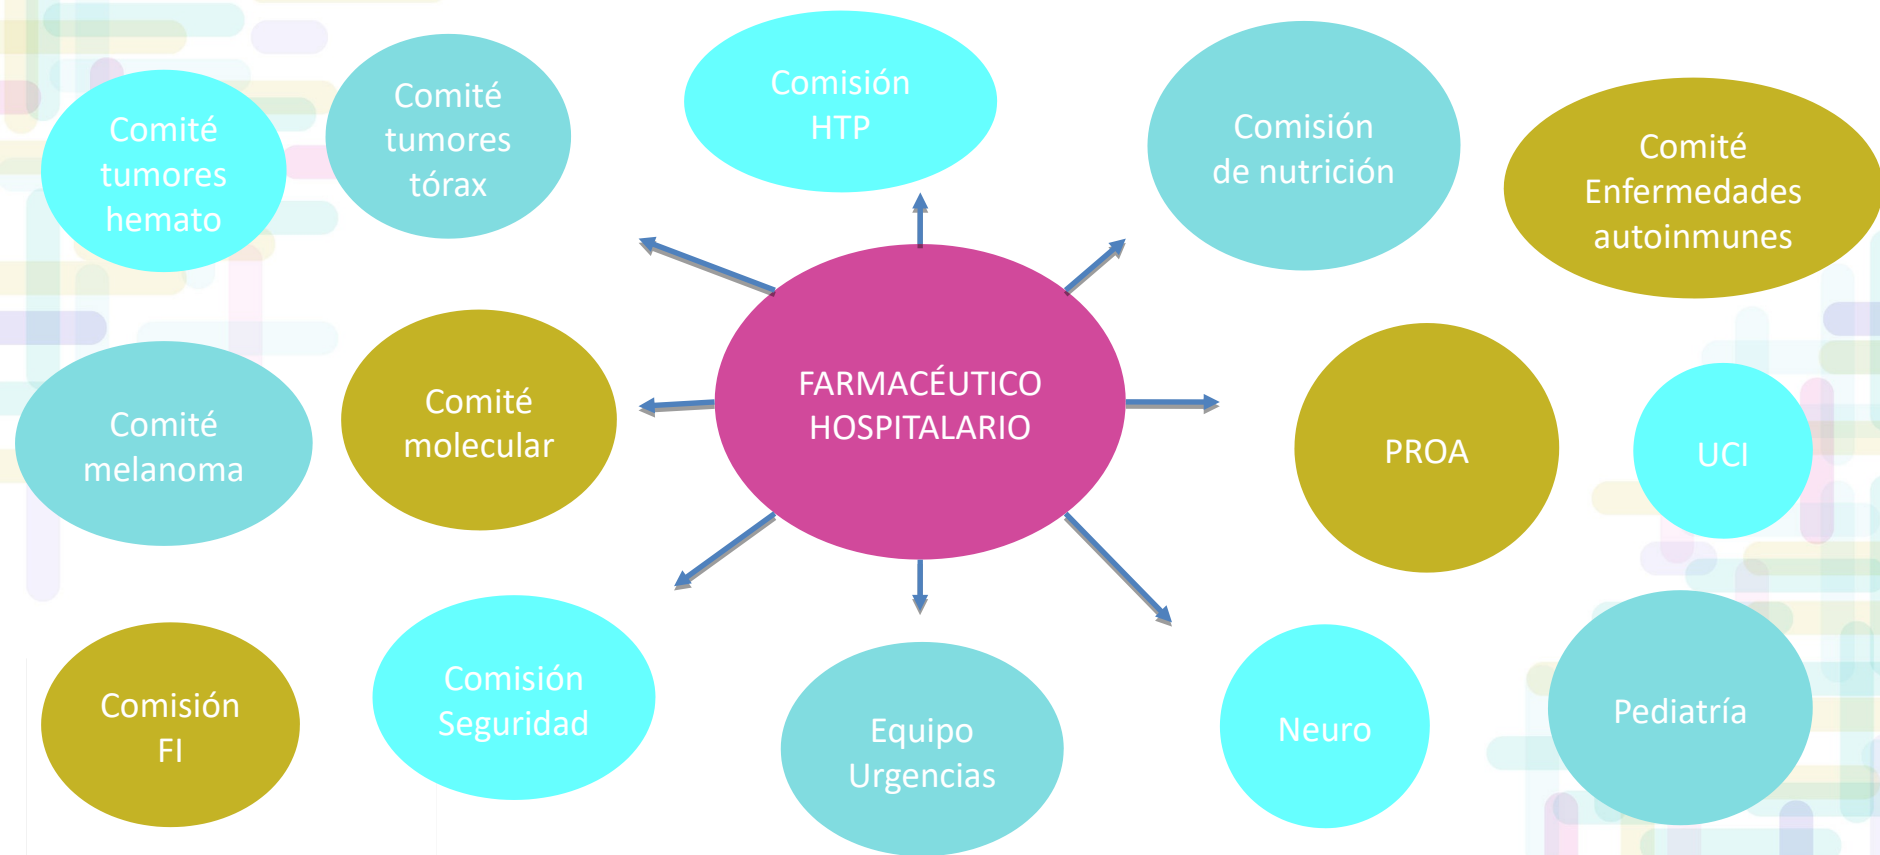 Comité
tumores
hemato
Comité
tumores
tórax
Comisión
HTP
Comisión
de nutrición
Comité
Enfermedades
autoinmunes
Comité
melanoma
Comité
molecular
FARMACÉUTICO
HOSPITALARIO
PROA
UCI
Comisión
FI
Comisión
Seguridad
Equipo
Urgencias
Neuro
Pediatría